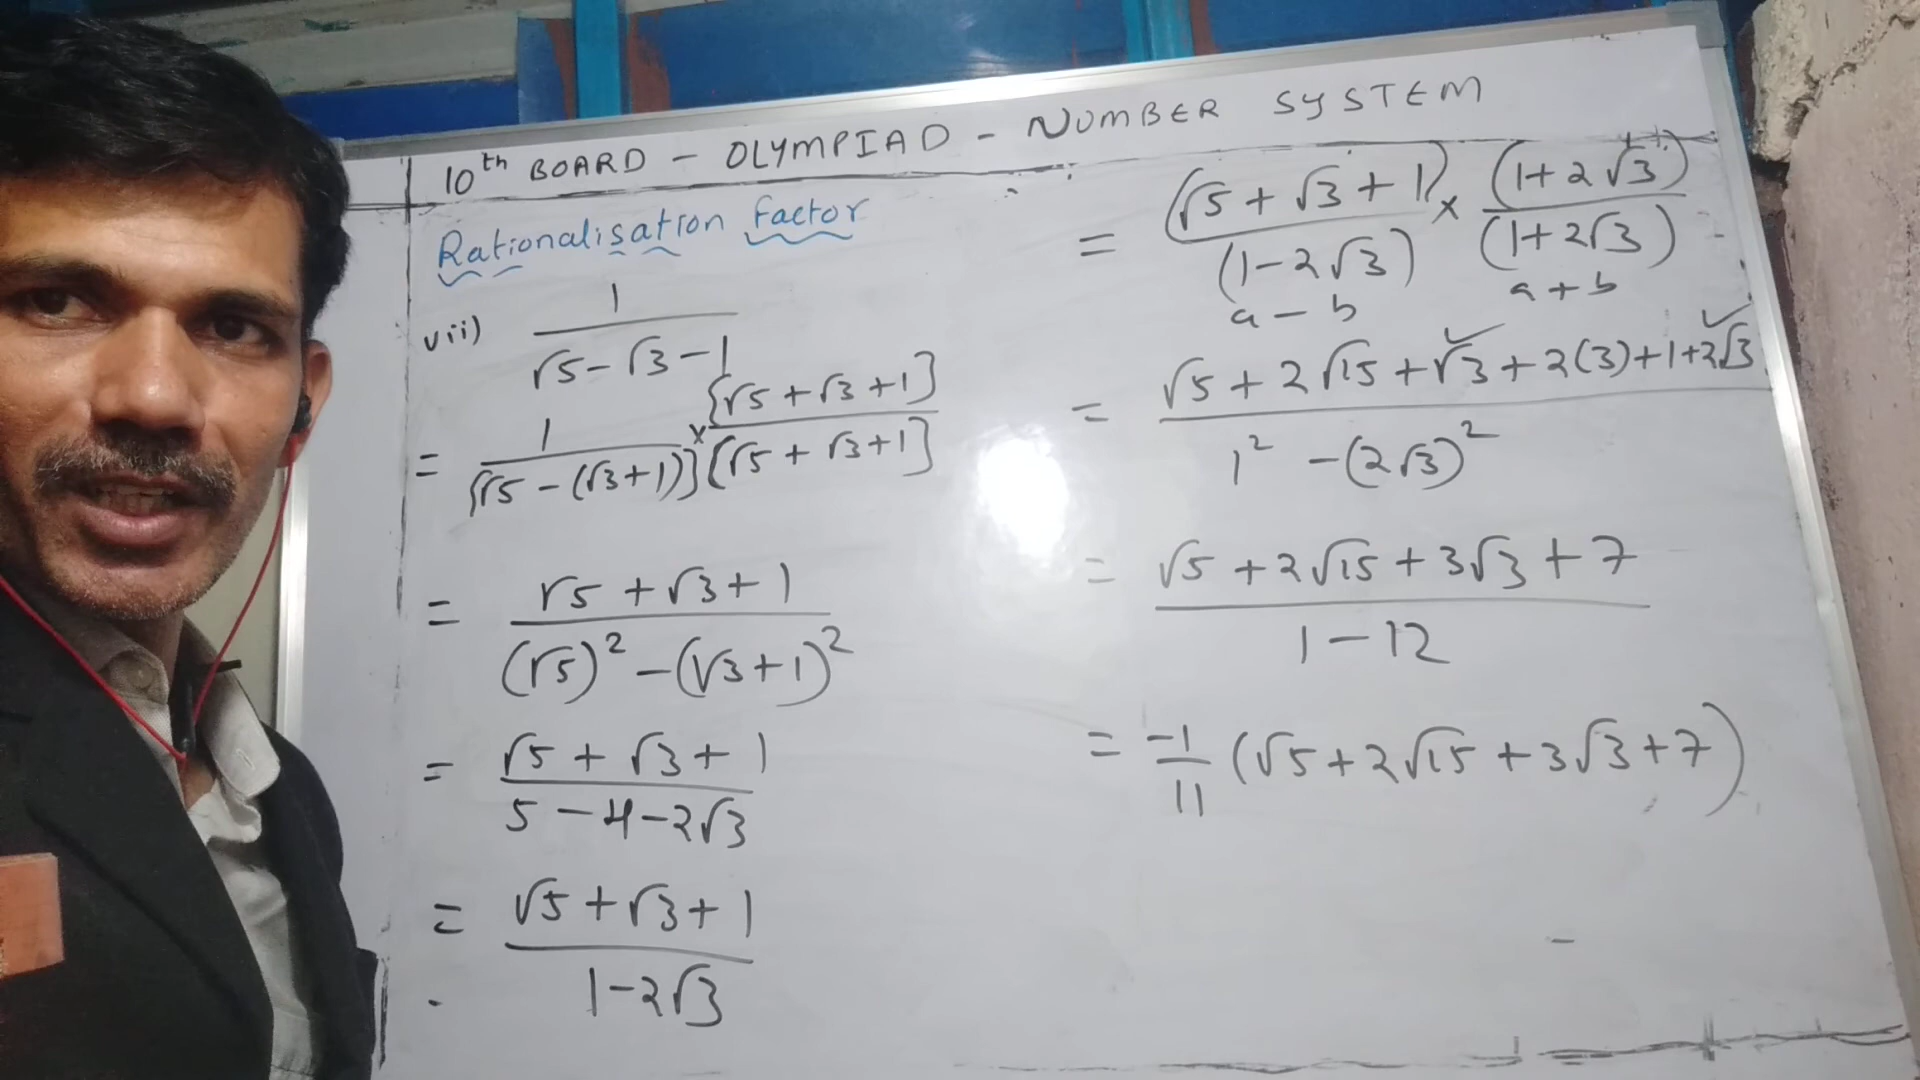 10th BOARD - OLYMPIAD - NUMBER SYSTEM
Rationalisation factor
vii) 1 / (√5 - √3 - 1)
= 1 / [√5 - (√3 + 1)] × [√5 + √3 + 1] / [√5 + √3 + 1]
= (√5 + √3 + 1) / ((√5)² - (√3 + 1)²)
= (√5 + √3 + 1) / (5 - 4 - 2√3)
= (√5 + √3 + 1) / (1 - 2√3)
= (√5 + √3 + 1) / (1 - 2√3) × (1 + 2√3) / (1 + 2√3)
a - b a + b
= (√5 + 2√15 + √3 + 2(3) + 1 + 2√3) / (1² - (2√3)²)
= (√5 + 2√15 + 3√3 + 7) / (1 - 12)
= -1/11 (√5 + 2√15 + 3√3 + 7)